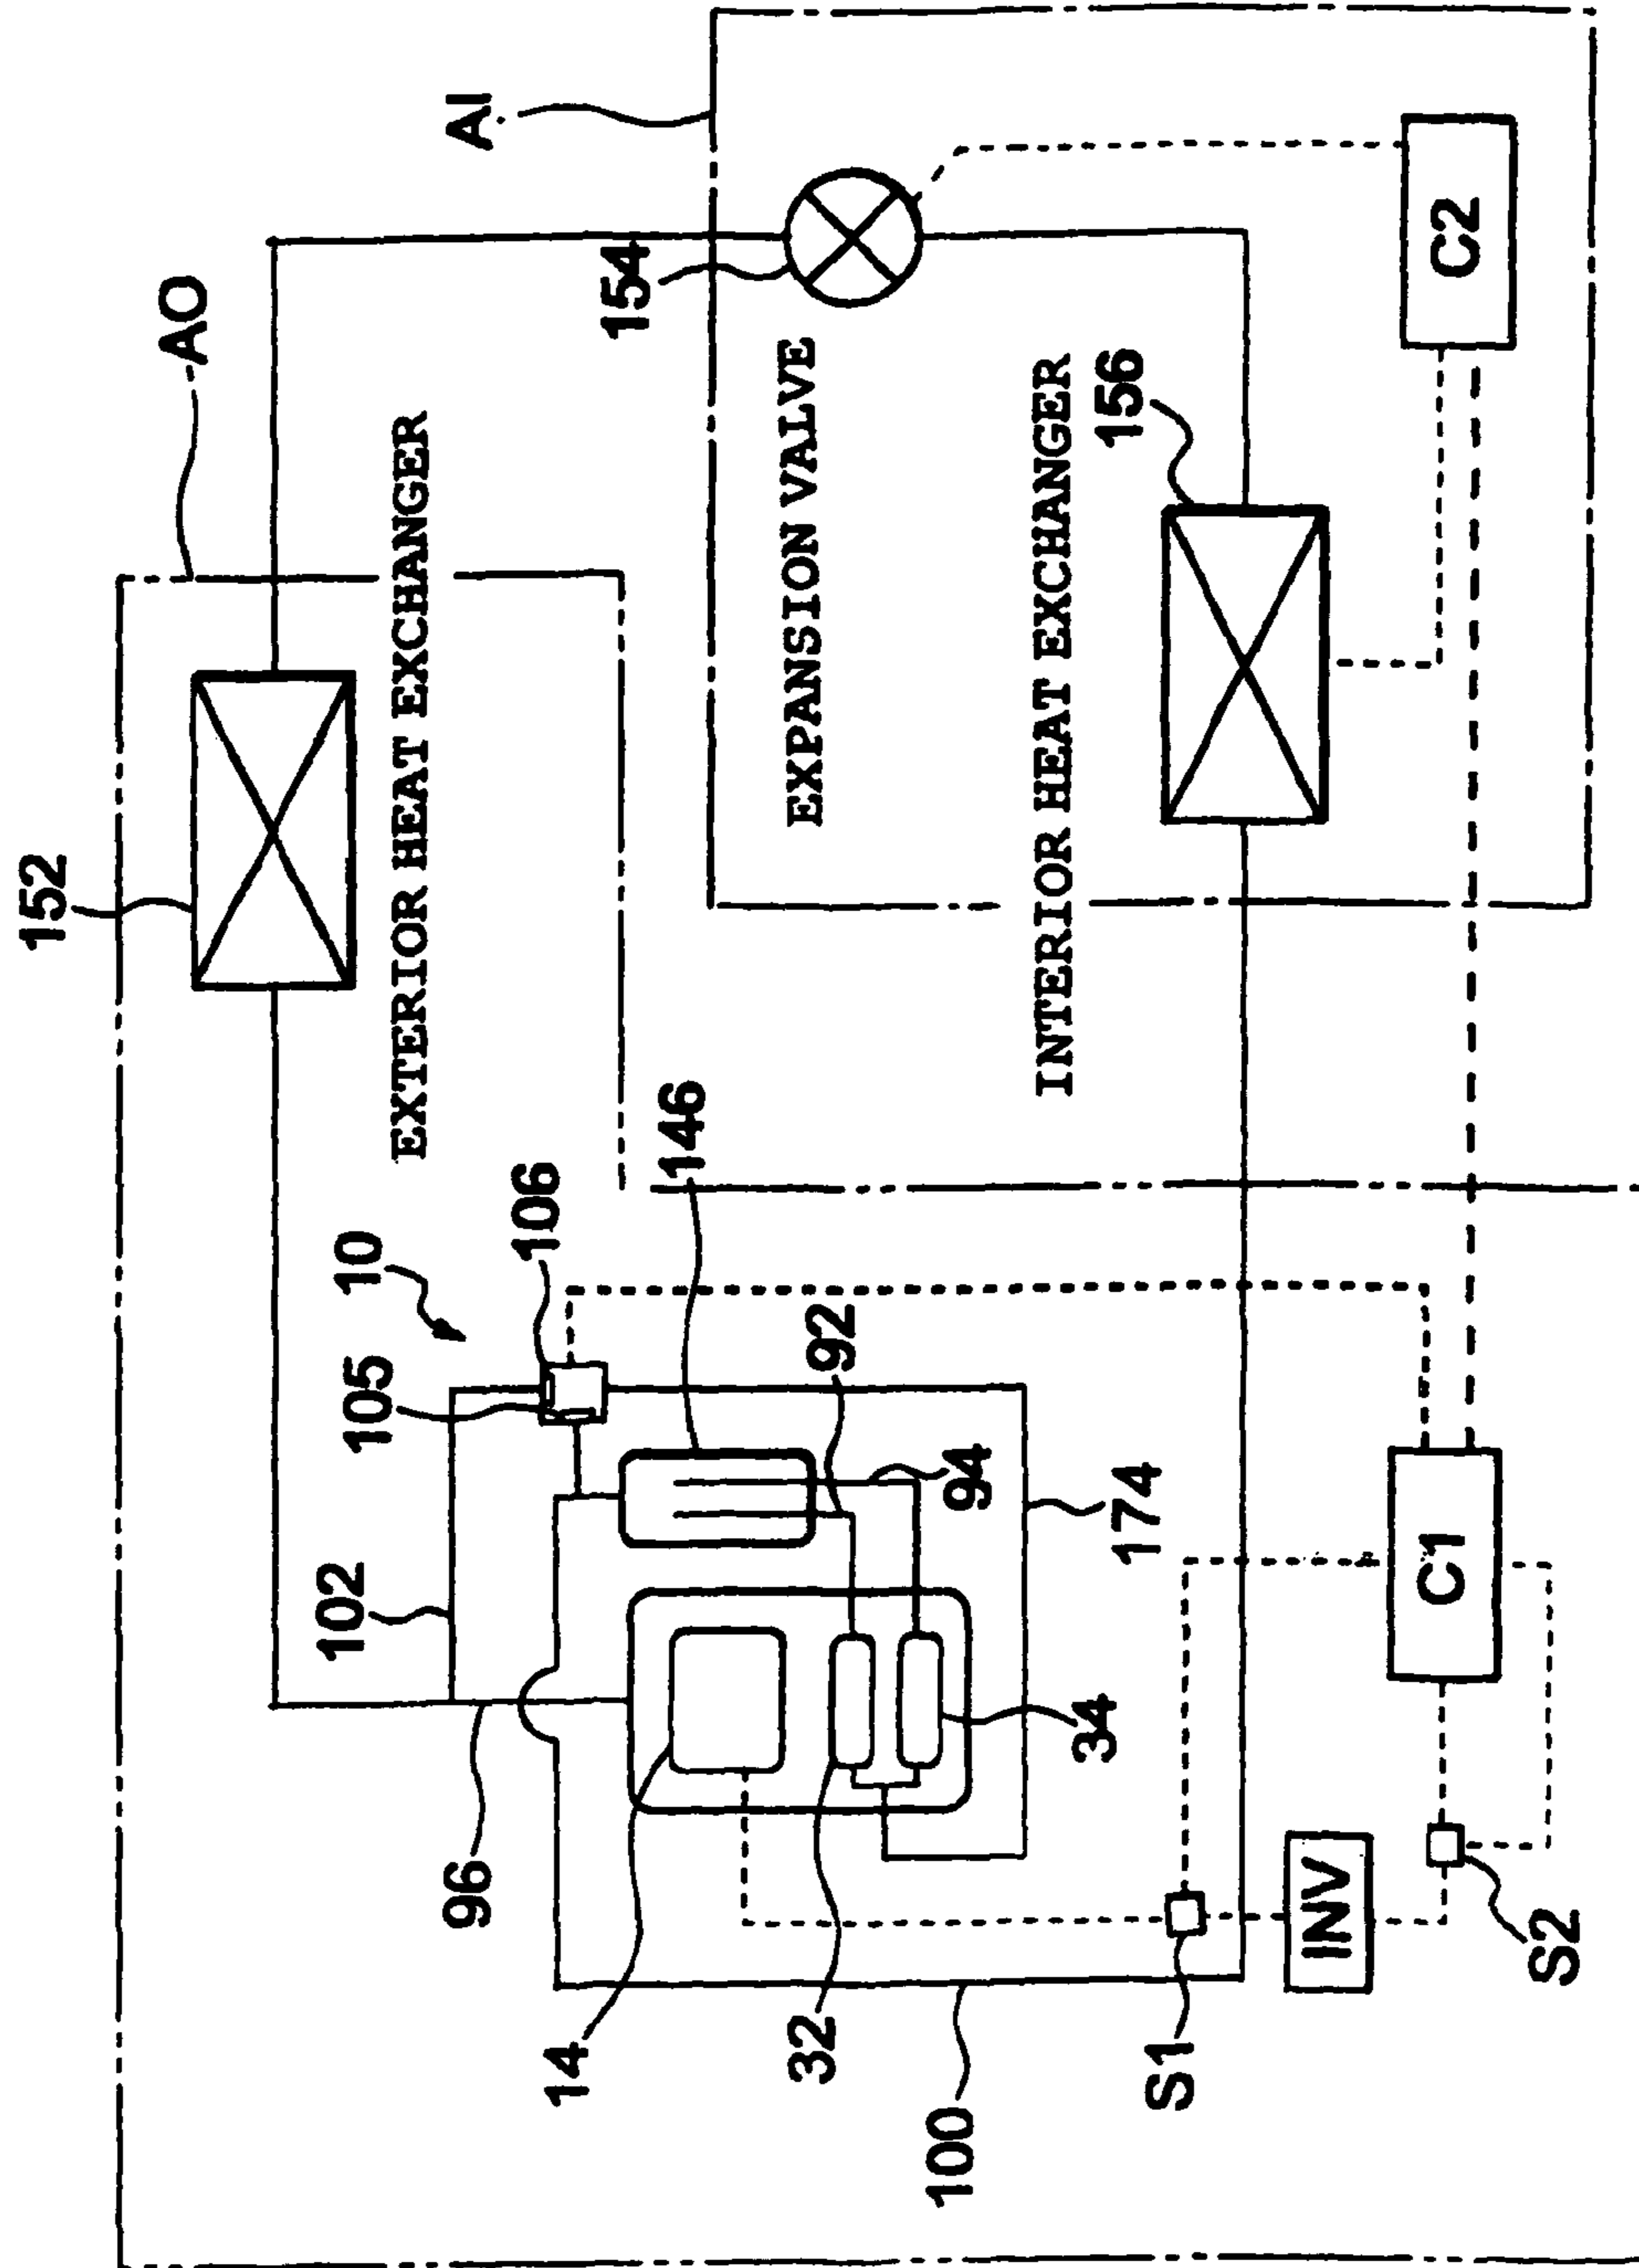 152
AO
102
10
105
EXTERIOR HEAT EXCHANGER
96
AI
106
14
154
146
EXPANSION VALVE
32
92
100
94
INTERIOR HEAT EXCHANGER
34
156
174
S1
INV
C1
C2
S2